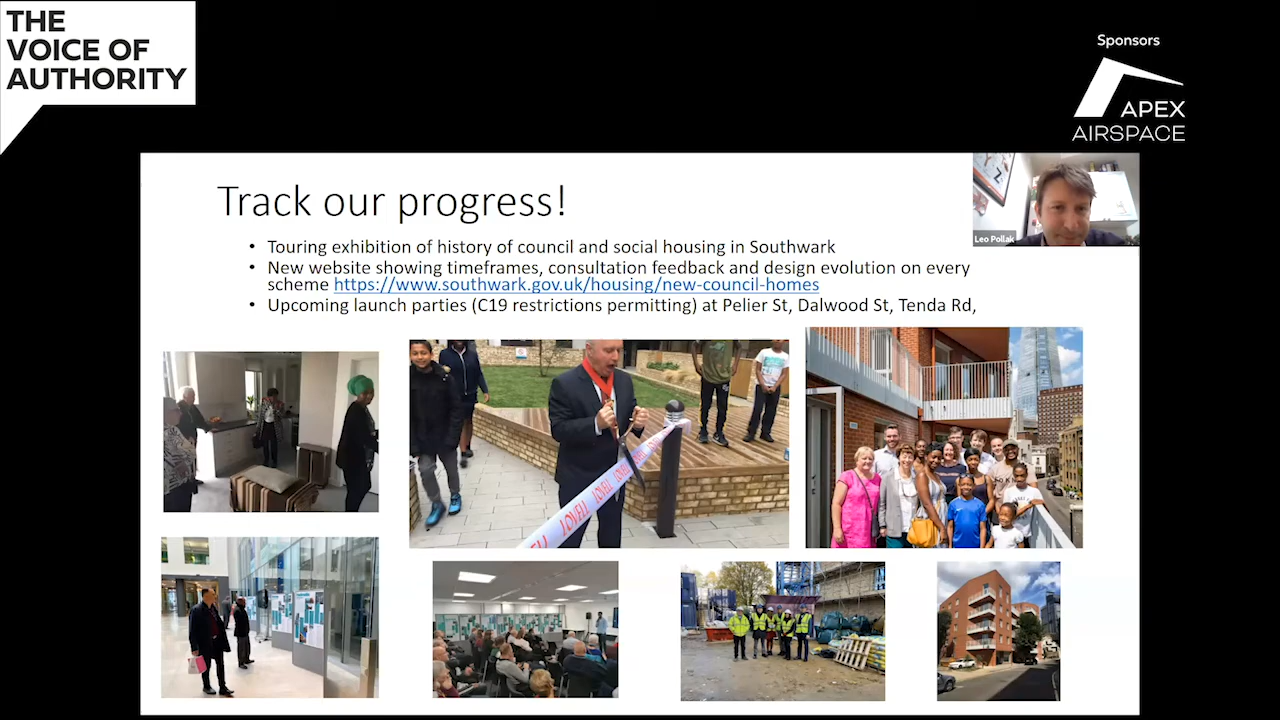 THE
VOICE OF
AUTHORITY
Sponsors
APEX
AIRSPACE
Track our progress!
Leo Pollak
• Touring exhibition of history of council and social housing in Southwark
• New website showing timeframes, consultation feedback and design evolution on every
scheme https://www.southwark.gov.uk/housing/new-council-homes
• Upcoming launch parties (C19 restrictions permitting) at Pelier St, Dalwood St, Tenda Rd,
LOVELL LOVELL LOVELL